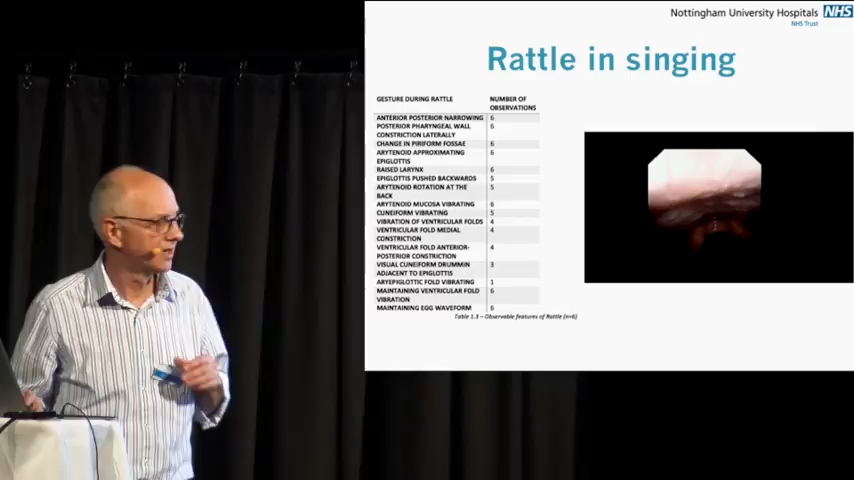 Nottingham University Hospitals NHS
NHS Trust
Rattle in singing
GESTURE DURING RATTLE NUMBER OF
OBSERVATIONS
ANTERIOR POSTERIOR NARROWING 6
POSTERIOR PHARYNGEAL WALL 6
CONSTRICTION LATERALLY
CHANGE IN PIRIFORM FOSSAE 6
ARYTENOID APPROXIMATING 6
EPIGLOTTIS
RAISED LARYNX 6
EPIGLOTTIS PUSHED BACKWARDS 5
ARYTENOID ROTATION AT THE 5
BACK
ARYTENOID MUCOSA VIBRATING 6
CUNEIFORM VIBRATING 5
VIBRATION OF VENTRICULAR FOLDS 4
VENTRICULAR FOLD MEDIAL 4
CONSTRICTION
VENTRICULAR FOLD ANTERIOR- 4
POSTERIOR CONSTRICTION
VISUAL CUNEIFORM DRUMMIN 3
ADJACENT TO EPIGLOTTIS
ARYEPIGLOTTIC FOLD VIBRATING 1
MAINTAINING VENTRICULAR FOLD 6
VIBRATION
MAINTAINING EGG WAVEFORM 6
Table 1.3 – Observable features of Rattle (n=6)